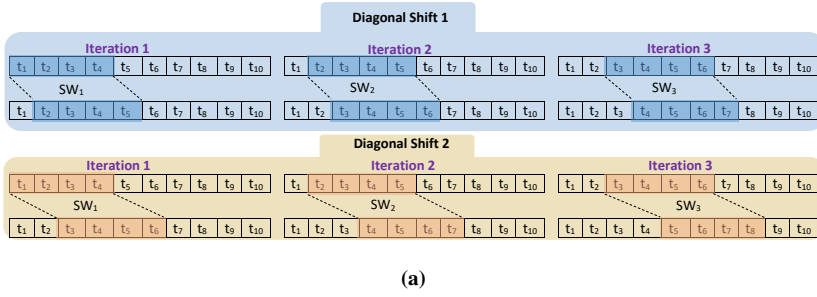 Diagonal Shift 1
Iteration 1 Iteration 2 Iteration 3
t1 t2 t3 t4 t5 t6 t7 t8 t9 t10 t1 t2 t3 t4 t5 t6 t7 t8 t9 t10 t1 t2 t3 t4 t5 t6 t7 t8 t9 t10
SW1 SW2 SW3
t1 t2 t3 t4 t5 t6 t7 t8 t9 t10 t1 t2 t3 t4 t5 t6 t7 t8 t9 t10 t1 t2 t3 t4 t5 t6 t7 t8 t9 t10
Diagonal Shift 2
Iteration 1 Iteration 2 Iteration 3
t1 t2 t3 t4 t5 t6 t7 t8 t9 t10 t1 t2 t3 t4 t5 t6 t7 t8 t9 t10 t1 t2 t3 t4 t5 t6 t7 t8 t9 t10
SW1 SW2 SW3
t1 t2 t3 t4 t5 t6 t7 t8 t9 t10 t1 t2 t3 t4 t5 t6 t7 t8 t9 t10 t1 t2 t3 t4 t5 t6 t7 t8 t9 t10
(a)